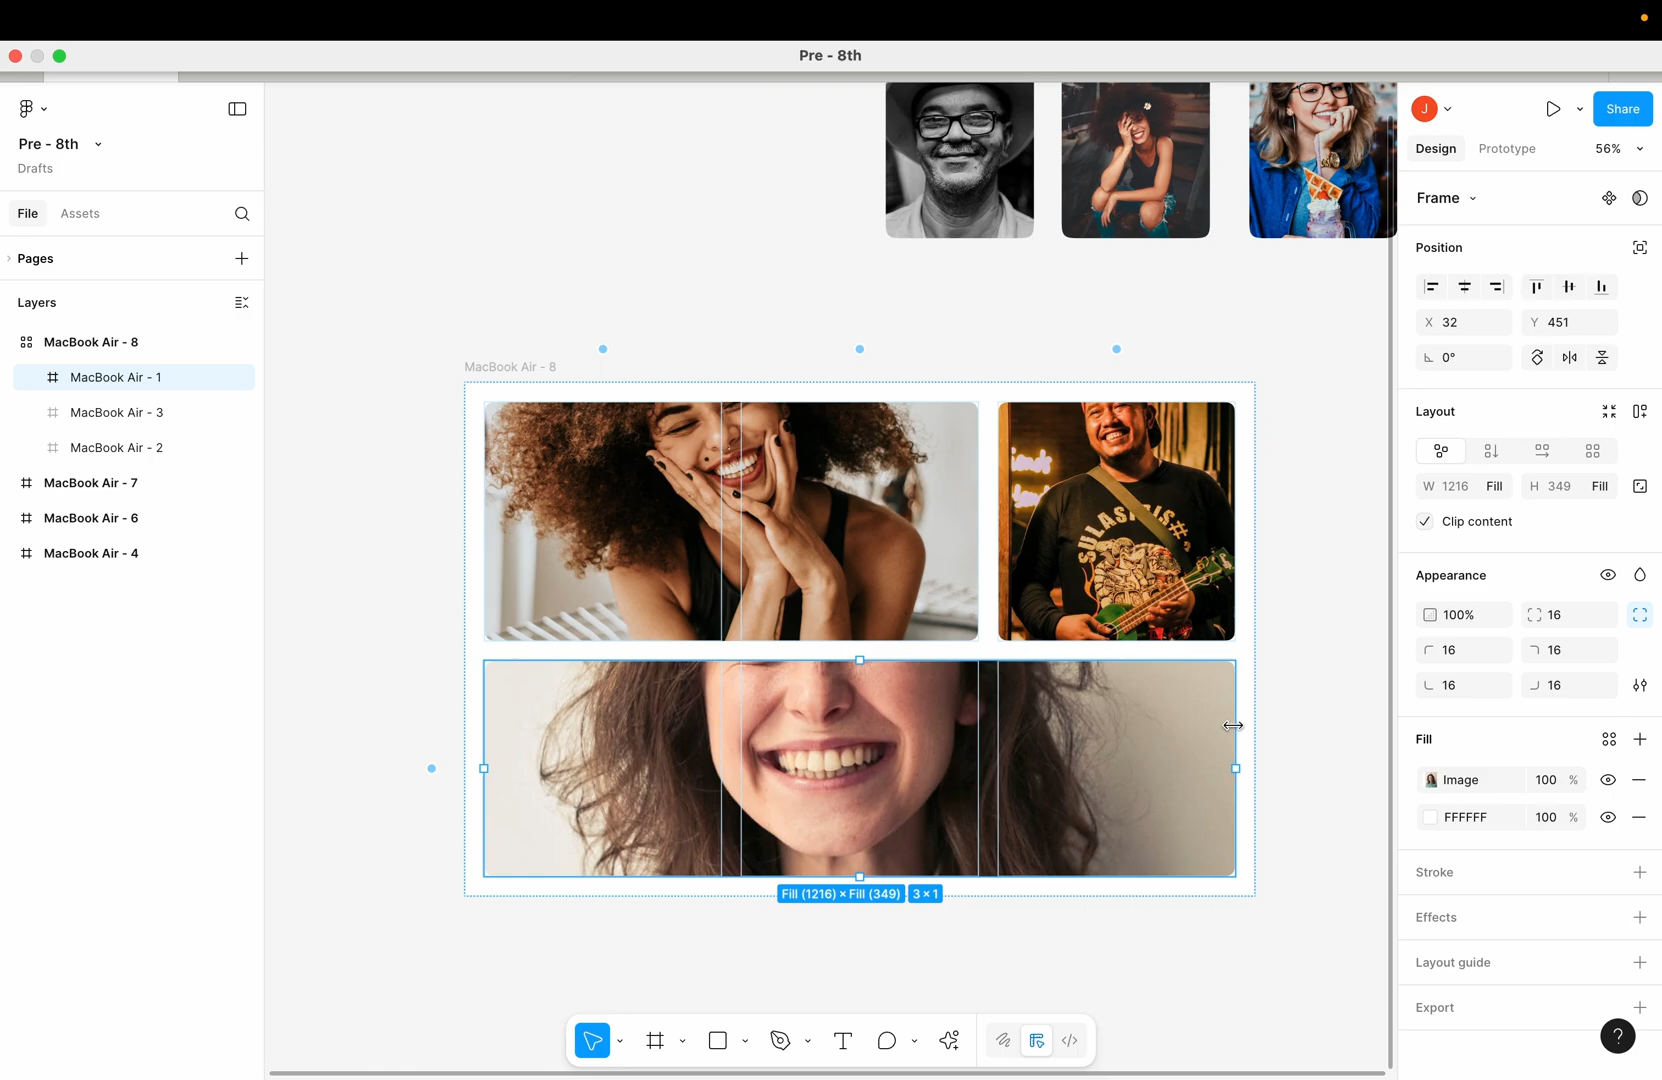 Pre - 8th
Pre - 8th
Drafts
File
Assets
Pages
Layers
MacBook Air - 8
MacBook Air - 1
MacBook Air - 3
MacBook Air - 2
MacBook Air - 7
MacBook Air - 6
MacBook Air - 4
MacBook Air - 8
Fill (1216) × Fill (349)
3 × 1
J
Share
Design
Prototype
56%
Frame
Position
X 32
Y 451
0°
Layout
W 1216 Fill
H 349 Fill
Clip content
Appearance
100%
16
16
16
16
16
Fill
Image 100 %
FFFFFF 100 %
Stroke
Effects
Layout guide
Export
?